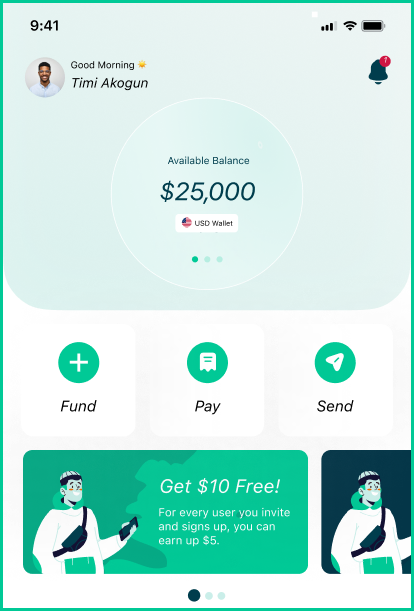 9:41
Good Morning
Timi Akogun
Available Balance
$25,000
USD Wallet
Fund
Pay
Send
Get $10 Free!
For every user you invite
and signs up, you can
earn up $5.